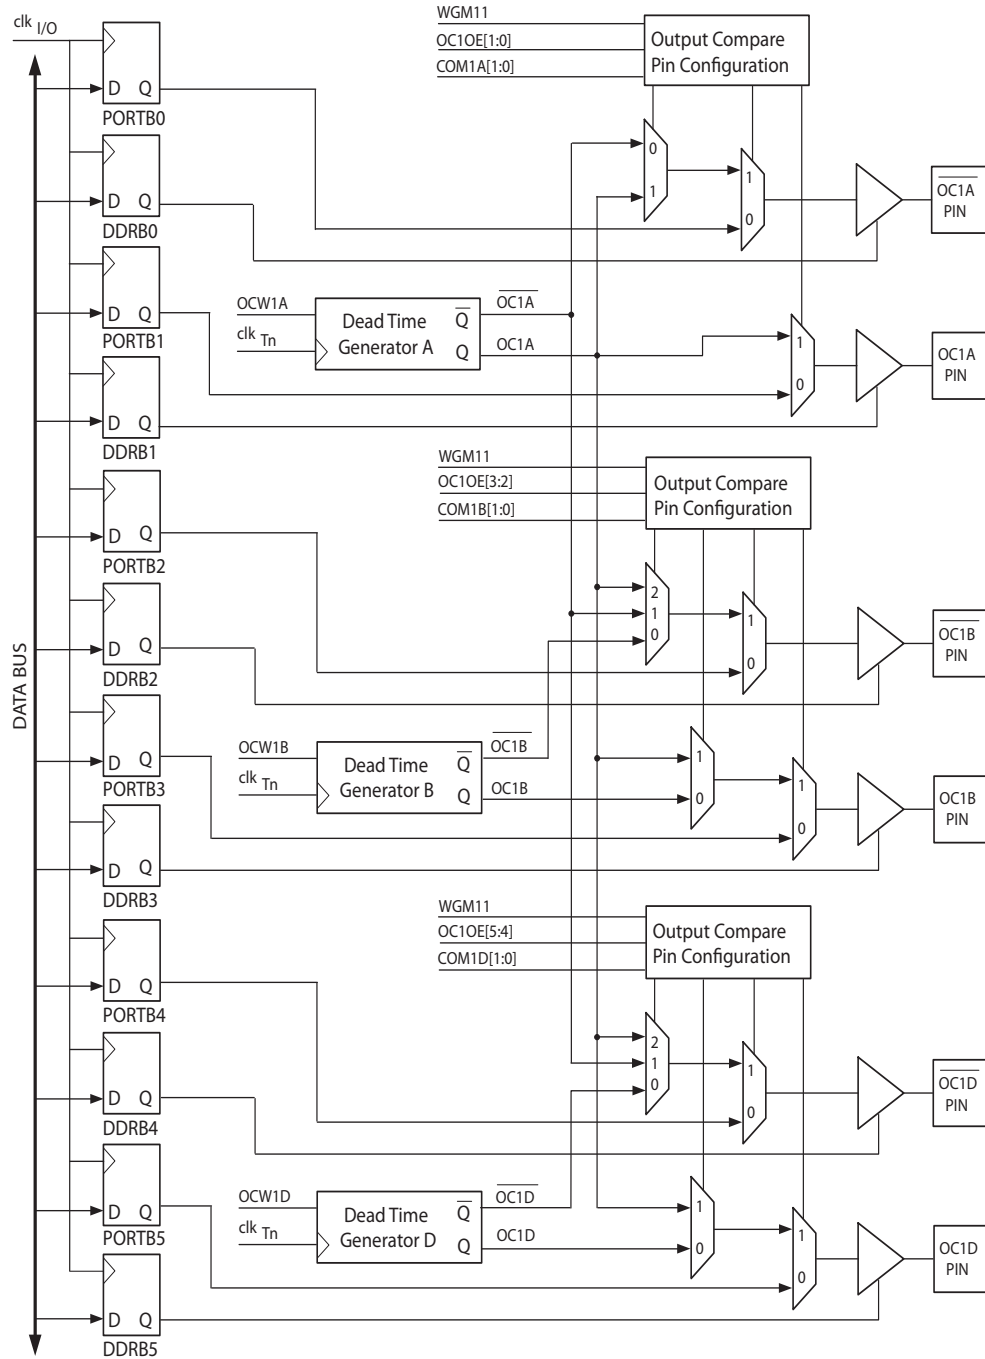 clk I/O
D Q
PORTB0
D Q
DDRB0
D Q
PORTB1
D Q
DDRB1
D Q
PORTB2
D Q
DDRB2
D Q
PORTB3
D Q
DDRB3
D Q
PORTB4
D Q
DDRB4
D Q
PORTB5
D Q
DDRB5
DATA BUS
WGM11
OC1OE[1:0]
COM1A[1:0]
Output Compare
Pin Configuration
0
1
1
0
OC1A
PIN
OCW1A
clk Tn
Dead Time
Generator A
Q
Q
OC1A
OC1A
1
0
OC1A
PIN
WGM11
OC1OE[3:2]
COM1B[1:0]
Output Compare
Pin Configuration
2
1
0
1
0
OC1B
PIN
OCW1B
clk Tn
Dead Time
Generator B
Q
Q
OC1B
OC1B
1
0
1
0
OC1B
PIN
WGM11
OC1OE[5:4]
COM1D[1:0]
Output Compare
Pin Configuration
2
1
0
1
0
OC1D
PIN
OCW1D
clk Tn
Dead Time
Generator D
Q
Q
OC1D
OC1D
1
0
1
0
OC1D
PIN